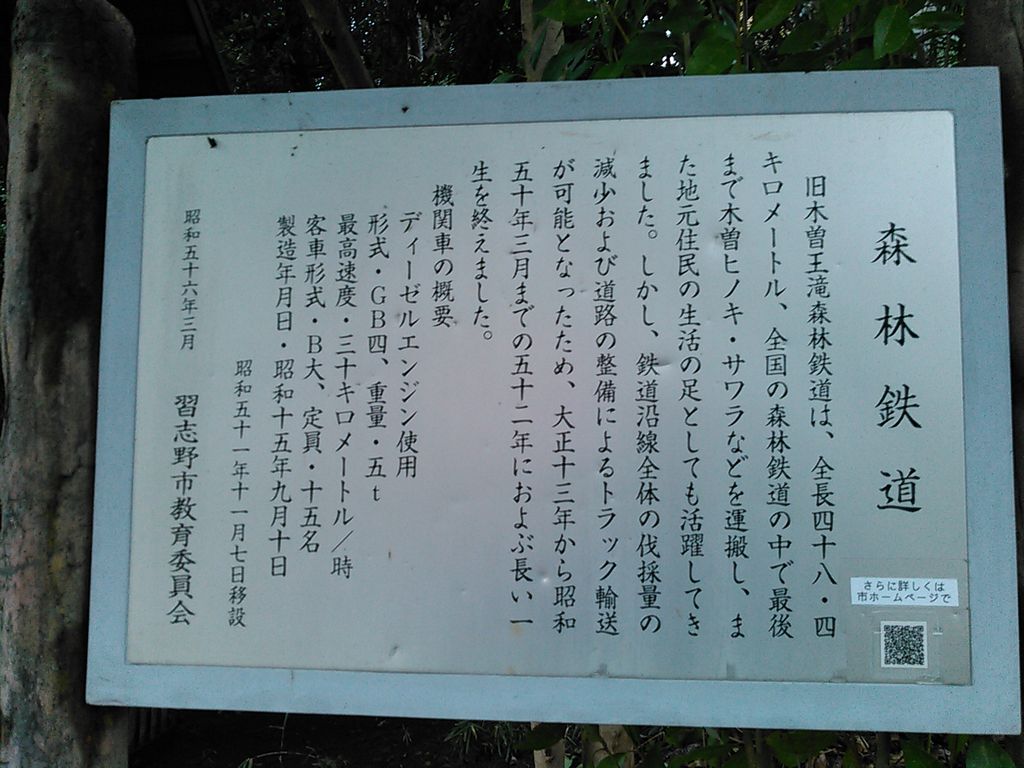 森林鉄道
旧木曽王滝森林鉄道は、全長四十八・四
キロメートル、全国の森林鉄道の中で最後
まで木曽ヒノキ・サワラなどを運搬し、ま
た地元住民の生活の足としても活躍してき
ました。しかし、鉄道沿線全体の伐採量の
減少および道路の整備によるトラック輸送
が可能となったため、大正十三年から昭和
五十年三月までの五十二年におよぶ長い一
生を終えました。
機関車の概要
ディーゼルエンジン使用
形式・GB四、重量・五t
最高速度・三十キロメートル/時
客車形式・B大、定員・十五名
製造年月日・昭和十五年九月十日
昭和五十一年十一月七日移設
昭和五十六年三月 習志野市教育委員会
さらに詳しくは
市ホームページで